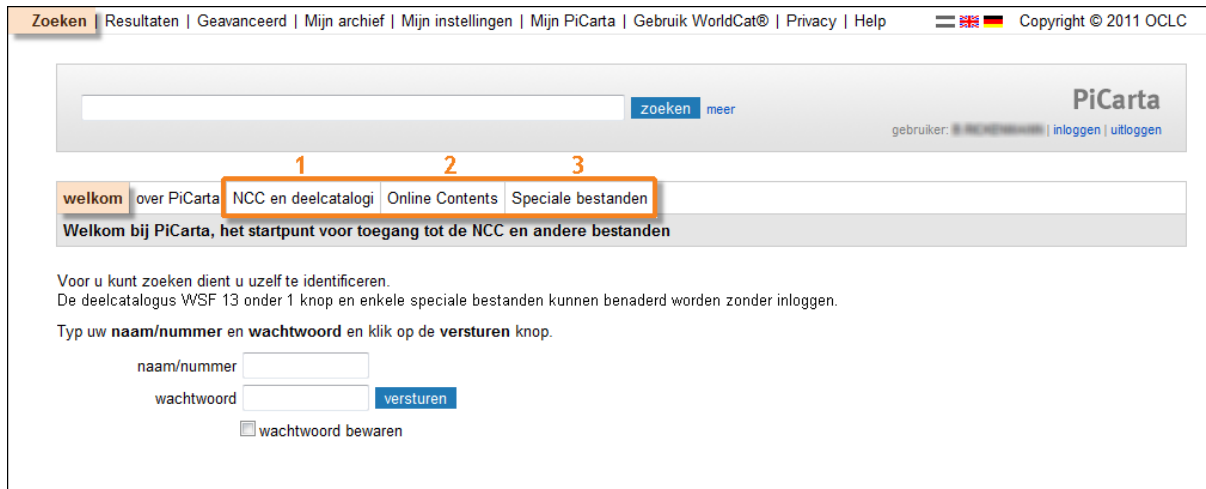 Zoeken | Resultaten | Geavanceerd | Mijn archief | Mijn instellingen | Mijn PiCarta | Gebruik WorldCat® | Privacy | Help Copyright © 2011 OCLC
zoeken meer
PiCarta
gebruiker: | inloggen | uitloggen
1 2 3
welkom over PiCarta NCC en deelcatalogi Online Contents Speciale bestanden
Welkom bij PiCarta, het startpunt voor toegang tot de NCC en andere bestanden
Voor u kunt zoeken dient u uzelf te identificeren.
De deelcatalogus WSF 13 onder 1 knop en enkele speciale bestanden kunnen benaderd worden zonder inloggen.
Typ uw naam/nummer en wachtwoord en klik op de versturen knop.
naam/nummer
wachtwoord versturen
wachtwoord bewaren